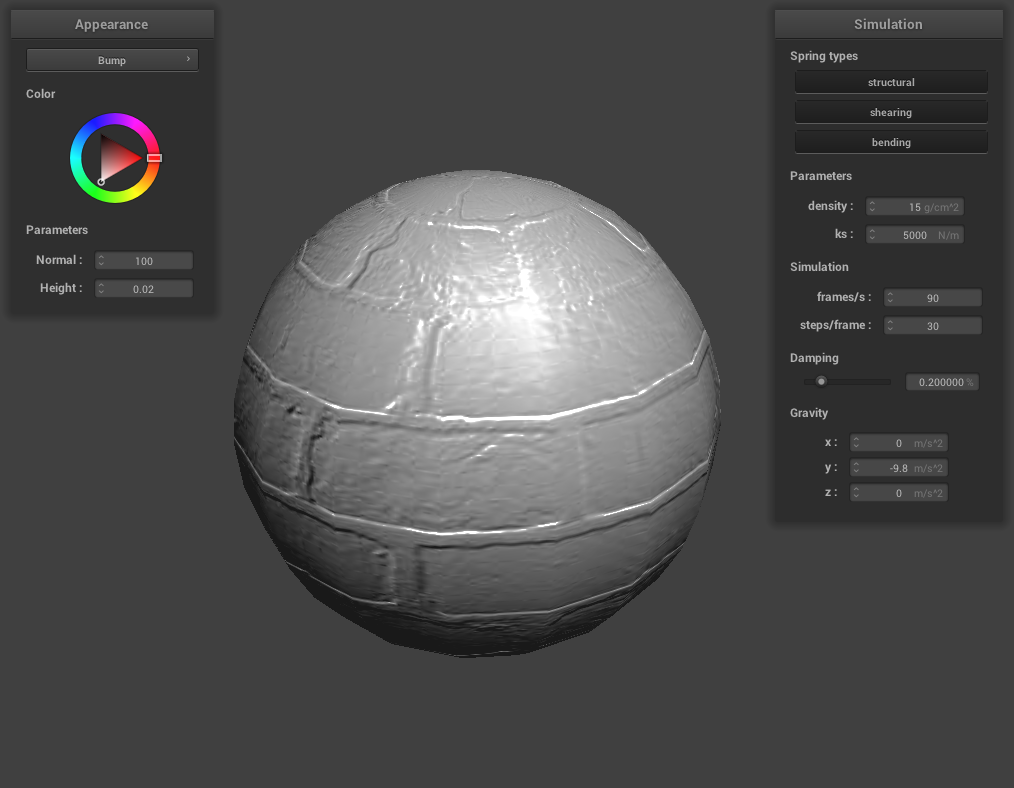 Appearance
Bump
Color
Parameters
Normal : 100
Height : 0.02
Simulation
Spring types
structural
shearing
bending
Parameters
density : 15 g/cm^2
ks : 5000 N/m
Simulation
frames/s : 90
steps/frame : 30
Damping
0.200000 %
Gravity
x : 0 m/s^2
y : -9.8 m/s^2
z : 0 m/s^2